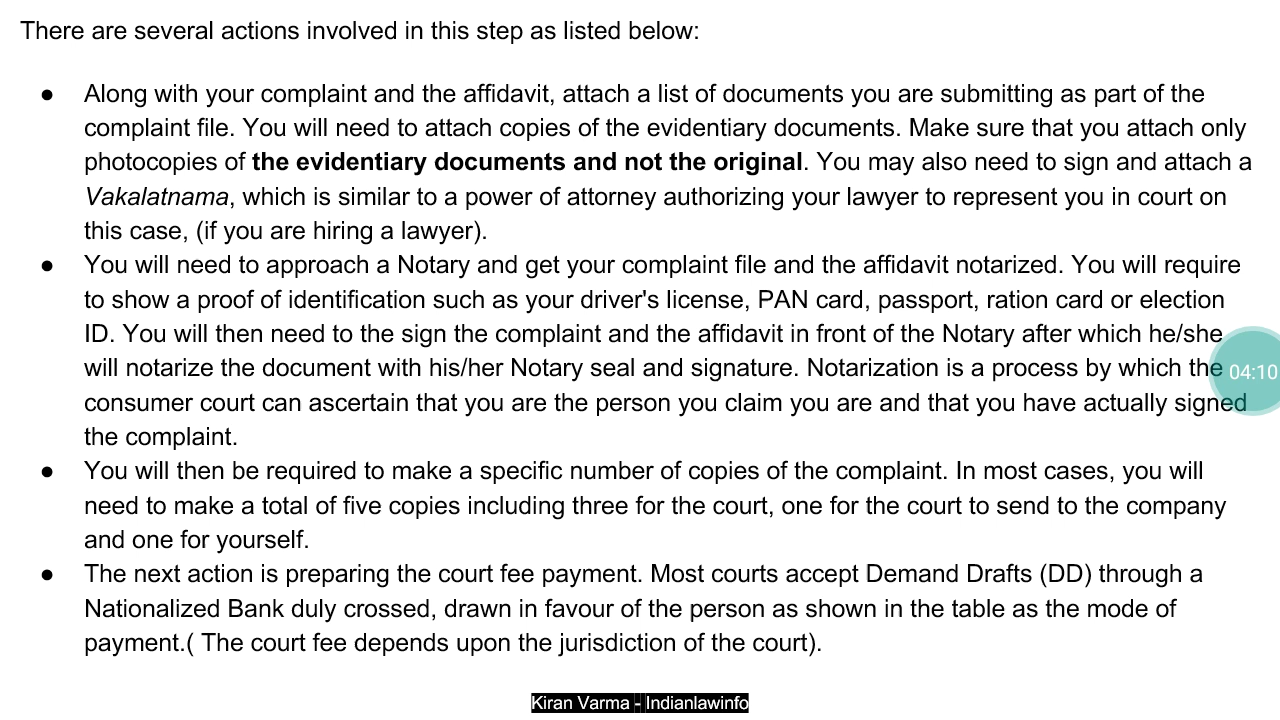 There are several actions involved in this step as listed below:
● Along with your complaint and the affidavit, attach a list of documents you are submitting as part of the
complaint file. You will need to attach copies of the evidentiary documents. Make sure that you attach only
photocopies of the evidentiary documents and not the original. You may also need to sign and attach a
Vakalatnama, which is similar to a power of attorney authorizing your lawyer to represent you in court on
this case, (if you are hiring a lawyer).
● You will need to approach a Notary and get your complaint file and the affidavit notarized. You will require
to show a proof of identification such as your driver's license, PAN card, passport, ration card or election
ID. You will then need to the sign the complaint and the affidavit in front of the Notary after which he/she
will notarize the document with his/her Notary seal and signature. Notarization is a process by which the
04:10
consumer court can ascertain that you are the person you claim you are and that you have actually signed
the complaint.
● You will then be required to make a specific number of copies of the complaint. In most cases, you will
need to make a total of five copies including three for the court, one for the court to send to the company
and one for yourself.
● The next action is preparing the court fee payment. Most courts accept Demand Drafts (DD) through a
Nationalized Bank duly crossed, drawn in favour of the person as shown in the table as the mode of
payment.( The court fee depends upon the jurisdiction of the court).
Kiran Varma - Indianlawinfo